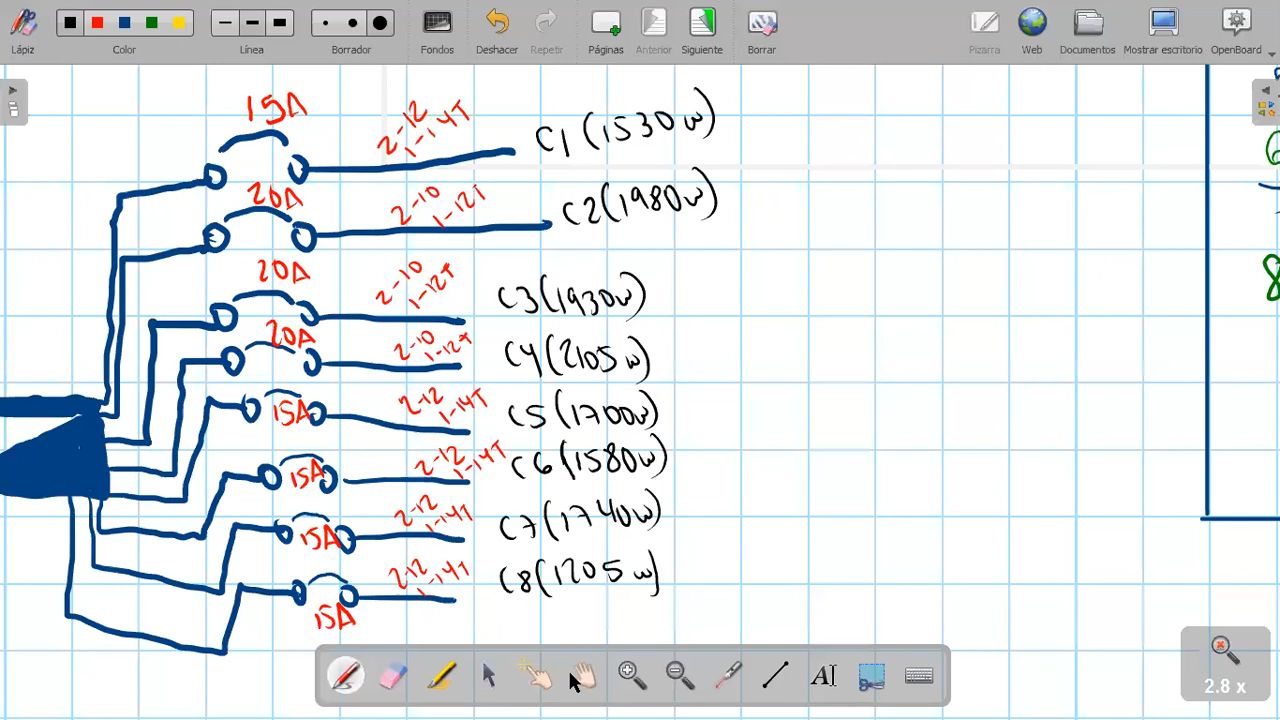 Lápiz
Color
Línea
Borrador
Fondos
Deshacer
Repetir
Páginas
Anterior
Siguiente
Borrar
Pizarra
Web
Documentos
Mostrar escritorio
OpenBoard
15A
2-12
1-14T
C1 (1530w)
20A
2-10
1-12T
C2(1980w)
20A
2-10
1-12T
C3(1930w)
20A
2-10
1-12T
C4(2105w)
15A
2-12
1-14T
C5(1700w)
15A
2-12
1-14T
C6(1580w)
15A
2-12
1-14T
C7(1740w)
15A
2-12
1-14T
C8(1205w)
6
8
AI
2.8 x